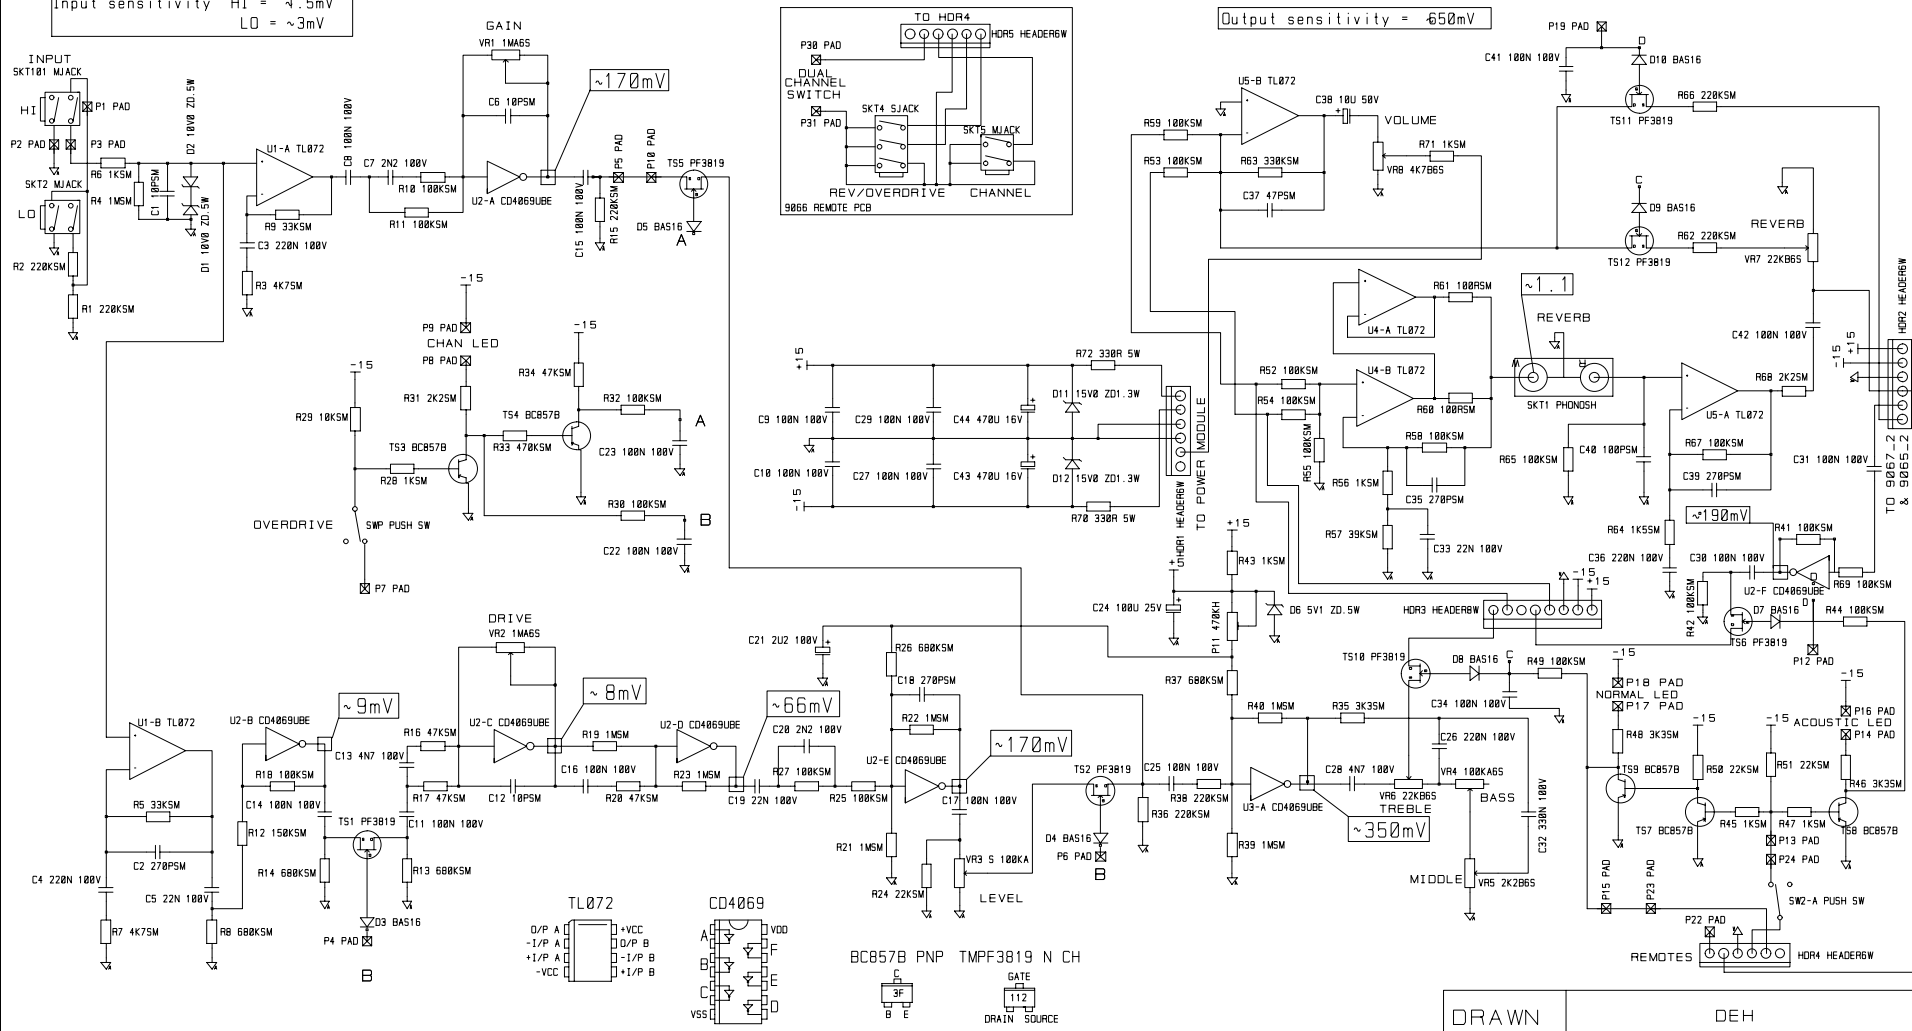 Input sensitivity HI = ~1.5mV
LO = ~3mV
INPUT
SKT101 MJACK
HI
P1 PAD
P2 PAD
P3 PAD
R6 1KSM
SKT2 MJACK
LO
R4 1MSM
C1 10PSM
D2 10V0 ZD.5W
D1 10V0 ZD.5W
R2 220KSM
R1 220KSM
U1-A TL072
R9 33KSM
C3 220N 100V
R3 4K7SM
C8 100N 100V
C7 2N2 100V
R10 100KSM
R11 100KSM
GAIN
VR1 1MA6S
C6 10PSM
U2-A CD4069UBE
~170mV
C15 100N 100V
R15 220KSM
P5 PAD
P10 PAD
TS5 PF3819
D5 BAS16
A
TO HDR4
HDR5 HEADER6W
P30 PAD
DUAL
CHANNEL
SWITCH
P31 PAD
SKT4 SJACK
SKT5 MJACK
REV/OVERDRIVE
CHANNEL
9066 REMOTE PCB
Output sensitivity = ~650mV
P19 PAD
D
C41 100N 100V
D10 BAS16
R66 220KSM
TS11 PF3819
U5-B TL072
C38 10U 50V
VOLUME
R59 100KSM
R53 100KSM
R63 330KSM
C37 47PSM
R71 1KSM
VR8 4K7B6S
C
D9 BAS16
R62 220KSM
TS12 PF3819
REVERB
VR7 22KB6S
-15
P9 PAD
CHAN LED
P8 PAD
R31 2K2SM
-15
R29 10KSM
TS3 BC857B
R28 1KSM
OVERDRIVE
SWP PUSH SW
P7 PAD
-15
R34 47KSM
TS4 BC857B
R33 470KSM
R32 100KSM
A
C23 100N 100V
R30 100KSM
B
C22 100N 100V
+15
R72 330R 5W
C9 100N 100V
C29 100N 100V
C44 470U 16V
D11 15V0 ZD1.3W
C10 100N 100V
C27 100N 100V
C43 470U 16V
D12 15V0 ZD1.3W
-15
R70 330R 5W
HDR1 HEADER6W
TO POWER MODULE
R61 100RSM
U4-A TL072
R52 100KSM
R54 100KSM
R55 100KSM
U4-B TL072
R60 100RSM
R58 100KSM
R56 1KSM
C35 270PSM
R57 39KSM
C33 22N 100V
~1.1
REVERB
W
R
SKT1 PHONOSH
R65 100KSM
C40 100PSM
U5-A TL072
R68 2K2SM
R67 100KSM
C39 270PSM
R64 1K5SM
C36 220N 100V
C42 100N 100V
-15
+15
HDR2 HEADER6W
TO 9067_2
& 9065_2
C31 100N 100V
~190mV
C30 100N 100V
R41 100KSM
U2-F CD4069UBE
R69 100KSM
R42 100KSM
D7 BAS16
D
R44 100KSM
TS6 PF3819
P12 PAD
+15
R43 1KSM
C24 100U 25V
P11 470KH
D6 5V1 ZD.5W
HDR3 HEADER8W
-15
+15
TS10 PF3819
D8 BAS16
C
R49 100KSM
C34 100N 100V
U1-B TL072
R5 33KSM
C2 270PSM
C4 220N 100V
C5 22N 100V
R7 4K7SM
R8 680KSM
U2-B CD4069UBE
~9mV
R18 100KSM
C14 100N 100V
R12 150KSM
R14 680KSM
C13 4N7 100V
TS1 PF3819
D3 BAS16
P4 PAD
B
R16 47KSM
R17 47KSM
C11 100N 100V
R13 680KSM
DRIVE
VR2 1MA6S
U2-C CD4069UBE
C12 10PSM
~8mV
R19 1MSM
C16 100N 100V
R20 47KSM
U2-D CD4069UBE
R23 1MSM
~66mV
C19 22N 100V
C20 2N2 100V
R27 100KSM
R25 100KSM
C21 2U2 100V
R26 680KSM
C18 270PSM
R22 1MSM
U2-E CD4069UBE
~170mV
R21 1MSM
C17 100N 100V
R24 22KSM
VR3 S 100KA
LEVEL
TS2 PF3819
D4 BAS16
P6 PAD
B
C25 100N 100V
R38 220KSM
R36 220KSM
R37 680KSM
R40 1MSM
U3-A CD4069UBE
R39 1MSM
~350mV
R35 3K3SM
C28 4N7 100V
VR6 22KB6S
TREBLE
C26 220N 100V
VR4 100KA6S
BASS
C32 330N 100V
MIDDLE
VR5 2K2B6S
-15
P18 PAD
NORMAL LED
P17 PAD
R48 3K3SM
TS9 BC857B
-15
R50 22KSM
TS7 BC857B
R45 1KSM
-15
R51 22KSM
R47 1KSM
-15
P16 PAD
ACOUSTIC LED
P14 PAD
R46 3K3SM
TS8 BC857B
P13 PAD
P24 PAD
P15 PAD
P23 PAD
SW2-A PUSH SW
P22 PAD
REMOTES
HDR4 HEADER6W
TL072
O/P A
-I/P A
+I/P A
-VCC
+VCC
O/P B
-I/P B
+I/P B
CD4069
A
B
C
VSS
VDD
F
E
D
BC857B PNP
C
3F
B E
TMPF3819 N CH
GATE
112
DRAIN SOURCE
DRAWN
DEH